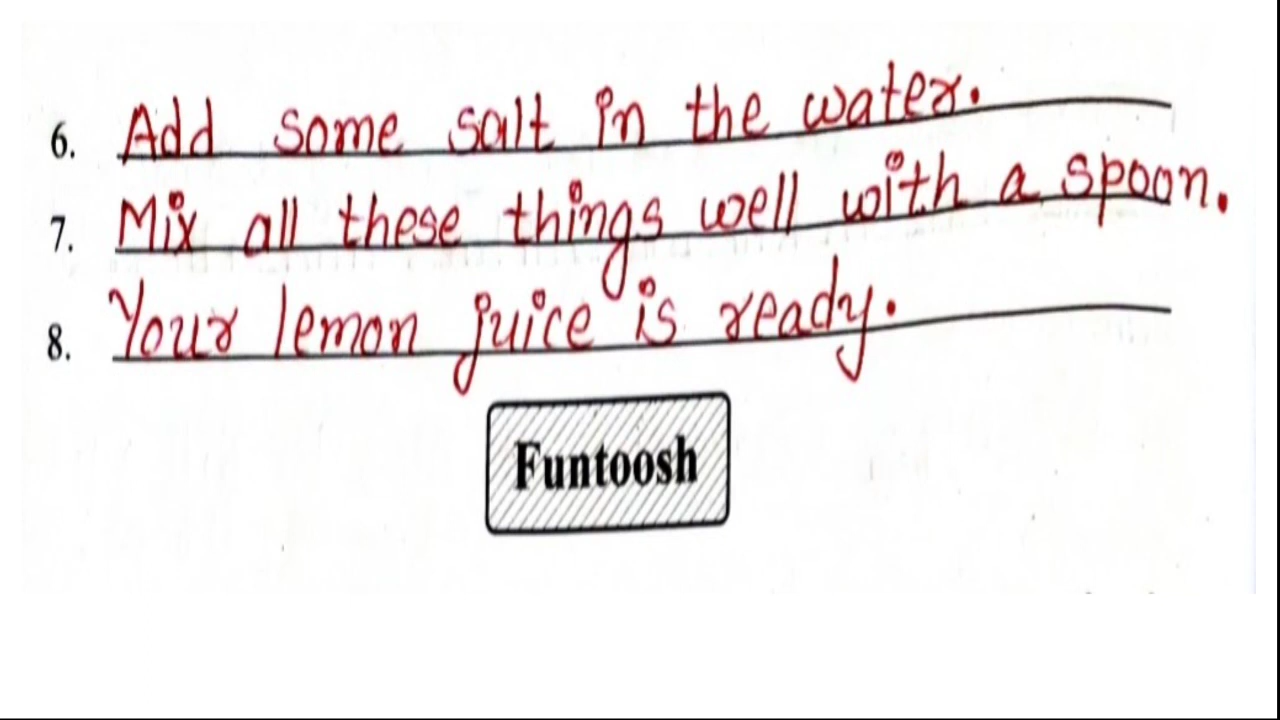 6. Add some salt in the water.
7. Mix all these things well with a spoon.
8. Your lemon juice is ready.
Funtoosh